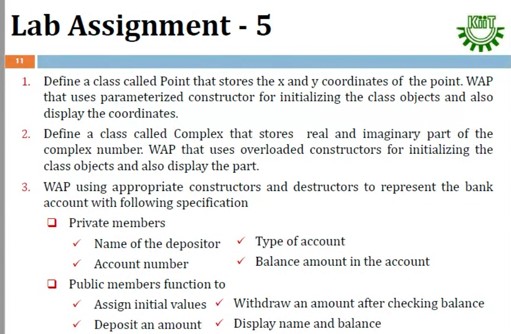 Lab Assignment - 5
KiiT
11
1. Define a class called Point that stores the x and y coordinates of the point. WAP
that uses parameterized constructor for initializing the class objects and also
display the coordinates.
2. Define a class called Complex that stores real and imaginary part of the
complex number. WAP that uses overloaded constructors for initializing the
class objects and also display the part.
3. WAP using appropriate constructors and destructors to represent the bank
account with following specification
❑ Private members
✓ Name of the depositor ✓ Type of account
✓ Account number ✓ Balance amount in the account
❑ Public members function to
✓ Assign initial values ✓ Withdraw an amount after checking balance
✓ Deposit an amount ✓ Display name and balance